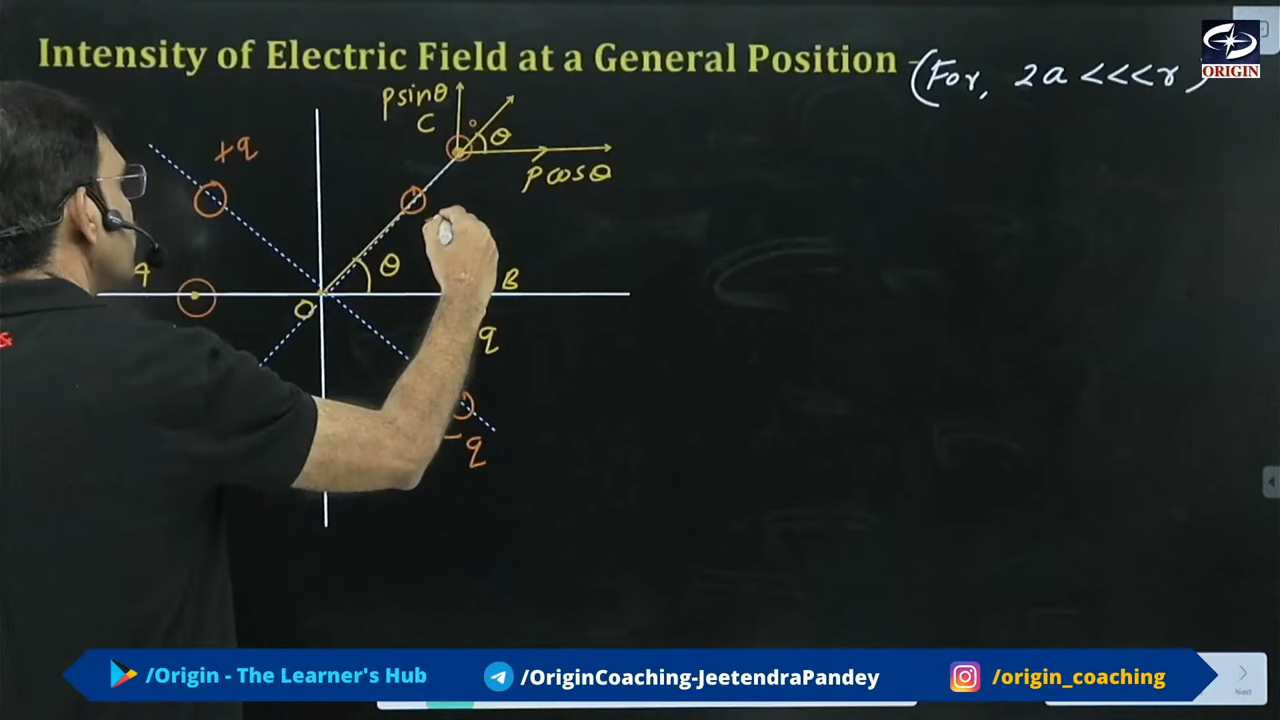 Intensity of Electric Field at a General Position - (For, 2a <<< r)
ORIGIN
psinθ
C
θ
pcosθ
+q
θ
B
O
q
-q
/Origin - The Learner's Hub
/OriginCoaching-JeetendraPandey
/origin_coaching
Next